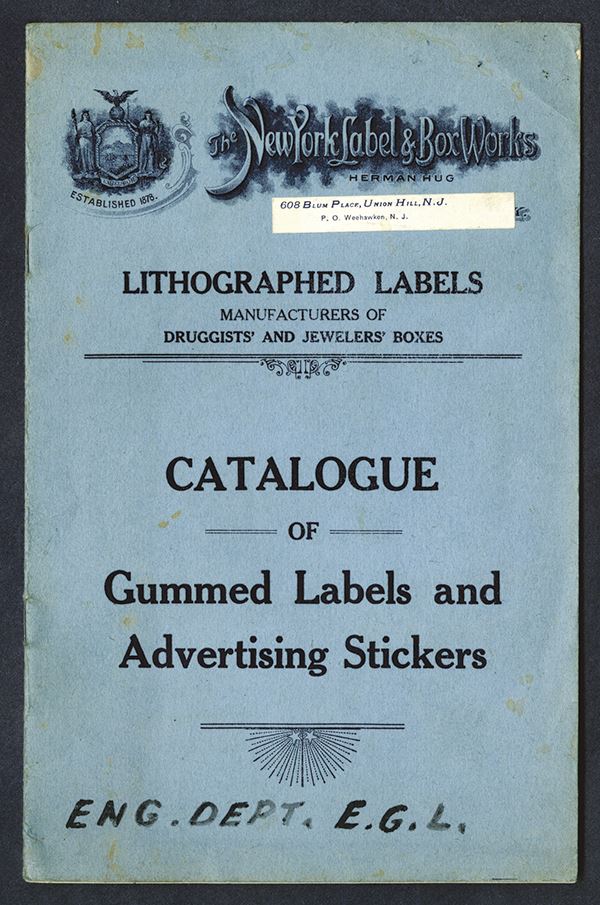 The New York Label & Box Works
HERMAN HUG
ESTABLISHED 1878.
608 BLUM PLACE, UNION HILL, N.J.
P. O. Weehawken, N. J.
LITHOGRAPHED LABELS
MANUFACTURERS OF
DRUGGISTS' AND JEWELERS' BOXES
CATALOGUE
OF
Gummed Labels and
Advertising Stickers
ENG. DEPT. E.G.L.